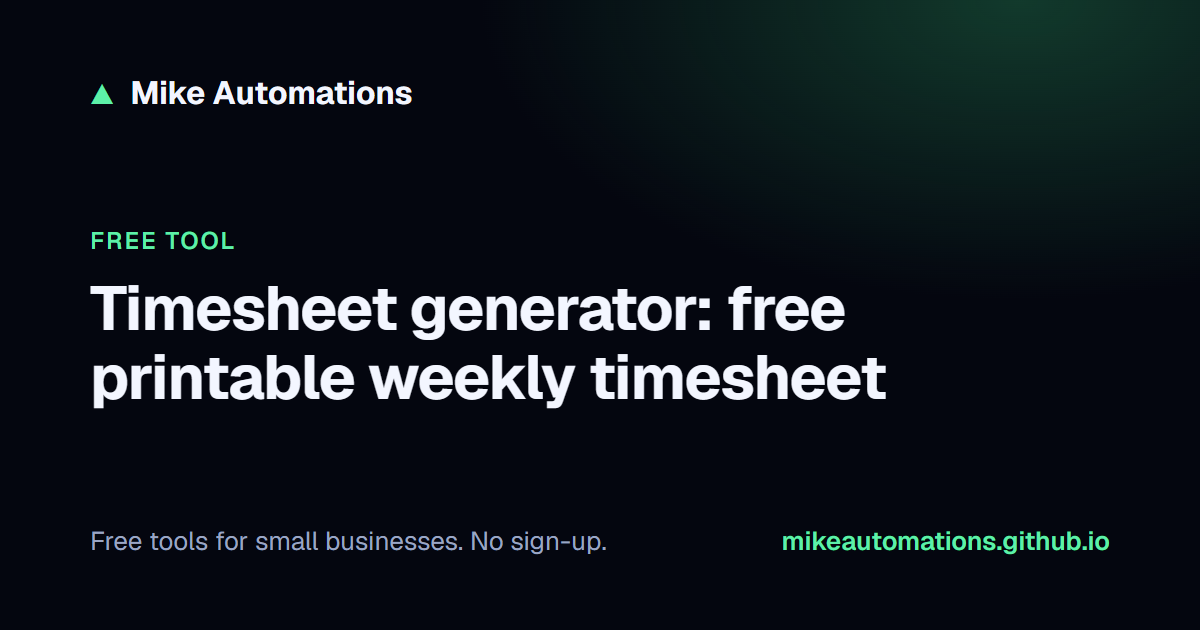 Mike Automations
FREE TOOL
Timesheet generator: free
printable weekly timesheet
Free tools for small businesses. No sign-up.
mikeautomations.github.io